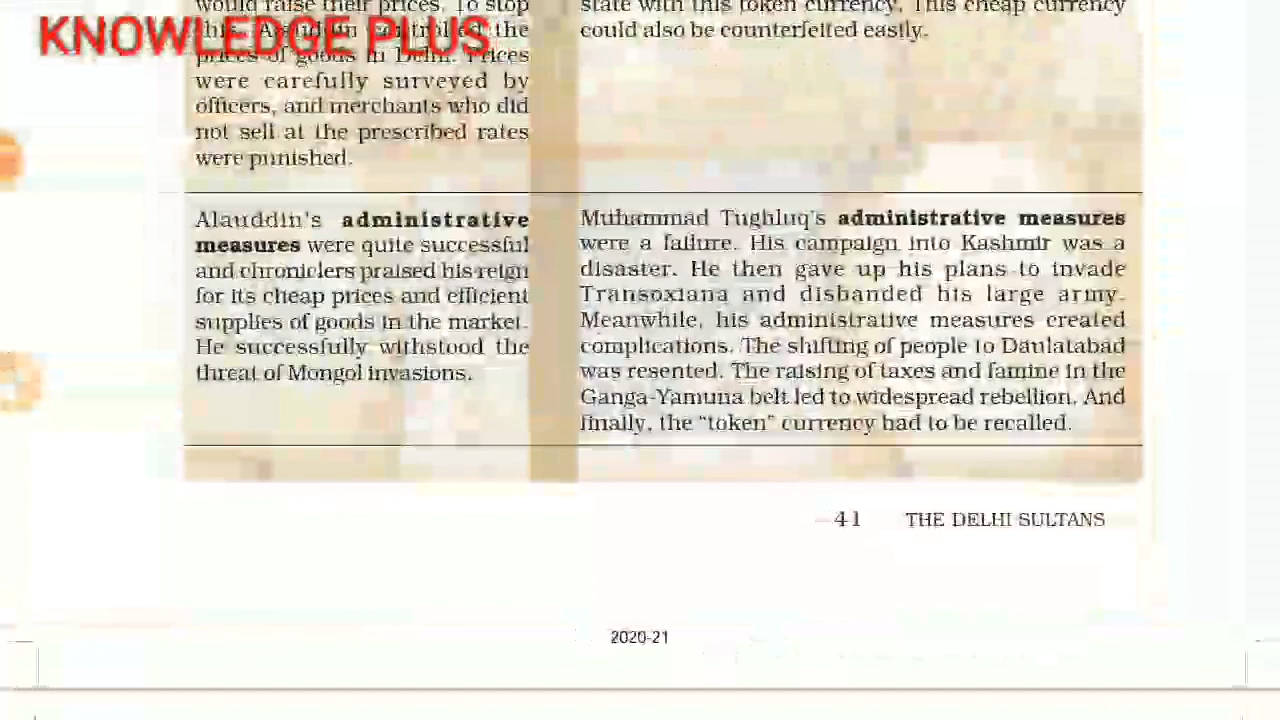 KNOWLEDGE PLUS
would raise their prices. To stop
this, Alauddin controlled the
prices of goods in Delhi. Prices
were carefully surveyed by
officers, and merchants who did
not sell at the prescribed rates
were punished.
state with this token currency. This cheap currency
could also be counterfeited easily.
Alauddin's administrative
measures were quite successful
and chroniclers praised his reign
for its cheap prices and efficient
supplies of goods in the market.
He successfully withstood the
threat of Mongol invasions.
Muhammad Tughluq's administrative measures
were a failure. His campaign into Kashmir was a
disaster. He then gave up his plans to invade
Transoxiana and disbanded his large army.
Meanwhile, his administrative measures created
complications. The shifting of people to Daulatabad
was resented. The raising of taxes and famine in the
Ganga-Yamuna belt led to widespread rebellion. And
finally, the "token" currency had to be recalled.
41 THE DELHI SULTANS
2020-21